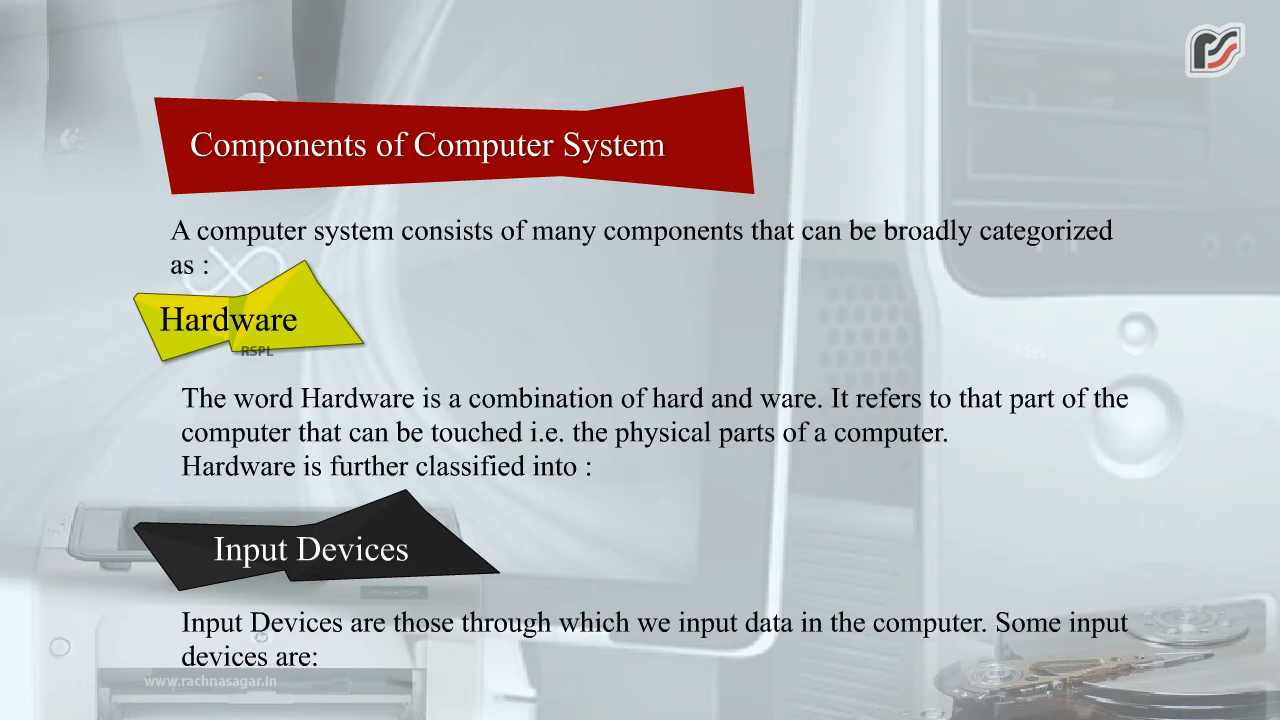 Components of Computer System
A computer system consists of many components that can be broadly categorized
as :
Hardware
RSPL
RSPL
The word Hardware is a combination of hard and ware. It refers to that part of the
computer that can be touched i.e. the physical parts of a computer.
Hardware is further classified into :
Input Devices
Input Devices are those through which we input data in the computer. Some input
devices are:
www.rachnasagar.in